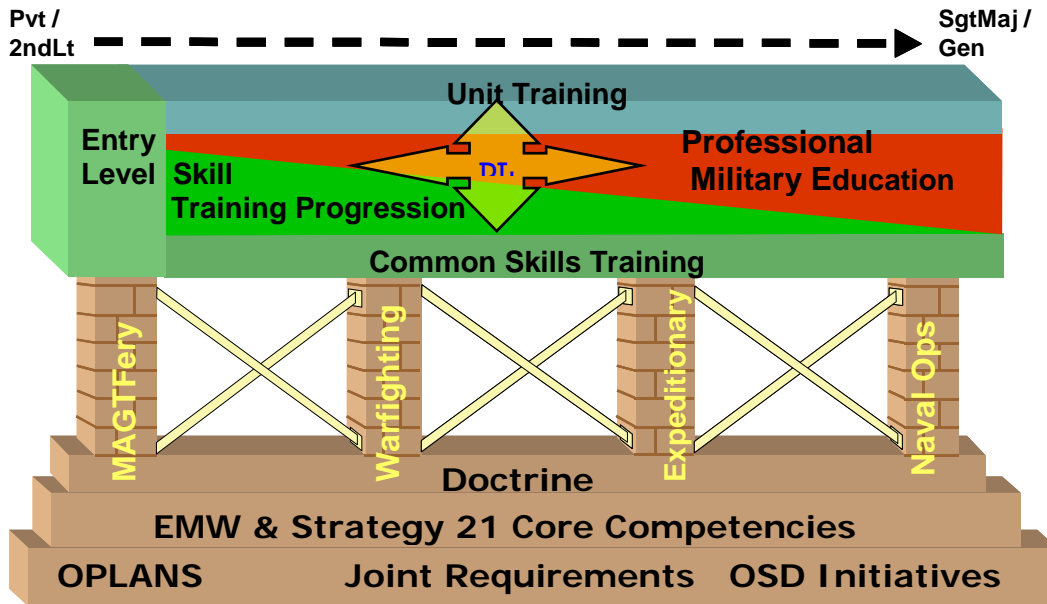 Pvt /
2ndLt
SgtMaj /
Gen
Unit Training
Entry
Level
Professional
Military Education
Skill
Training Progression
Common Skills Training
MAGTFery
Warfighting
Expeditionary
Naval Ops
Doctrine
EMW & Strategy 21 Core Competencies
OPLANS Joint Requirements OSD Initiatives